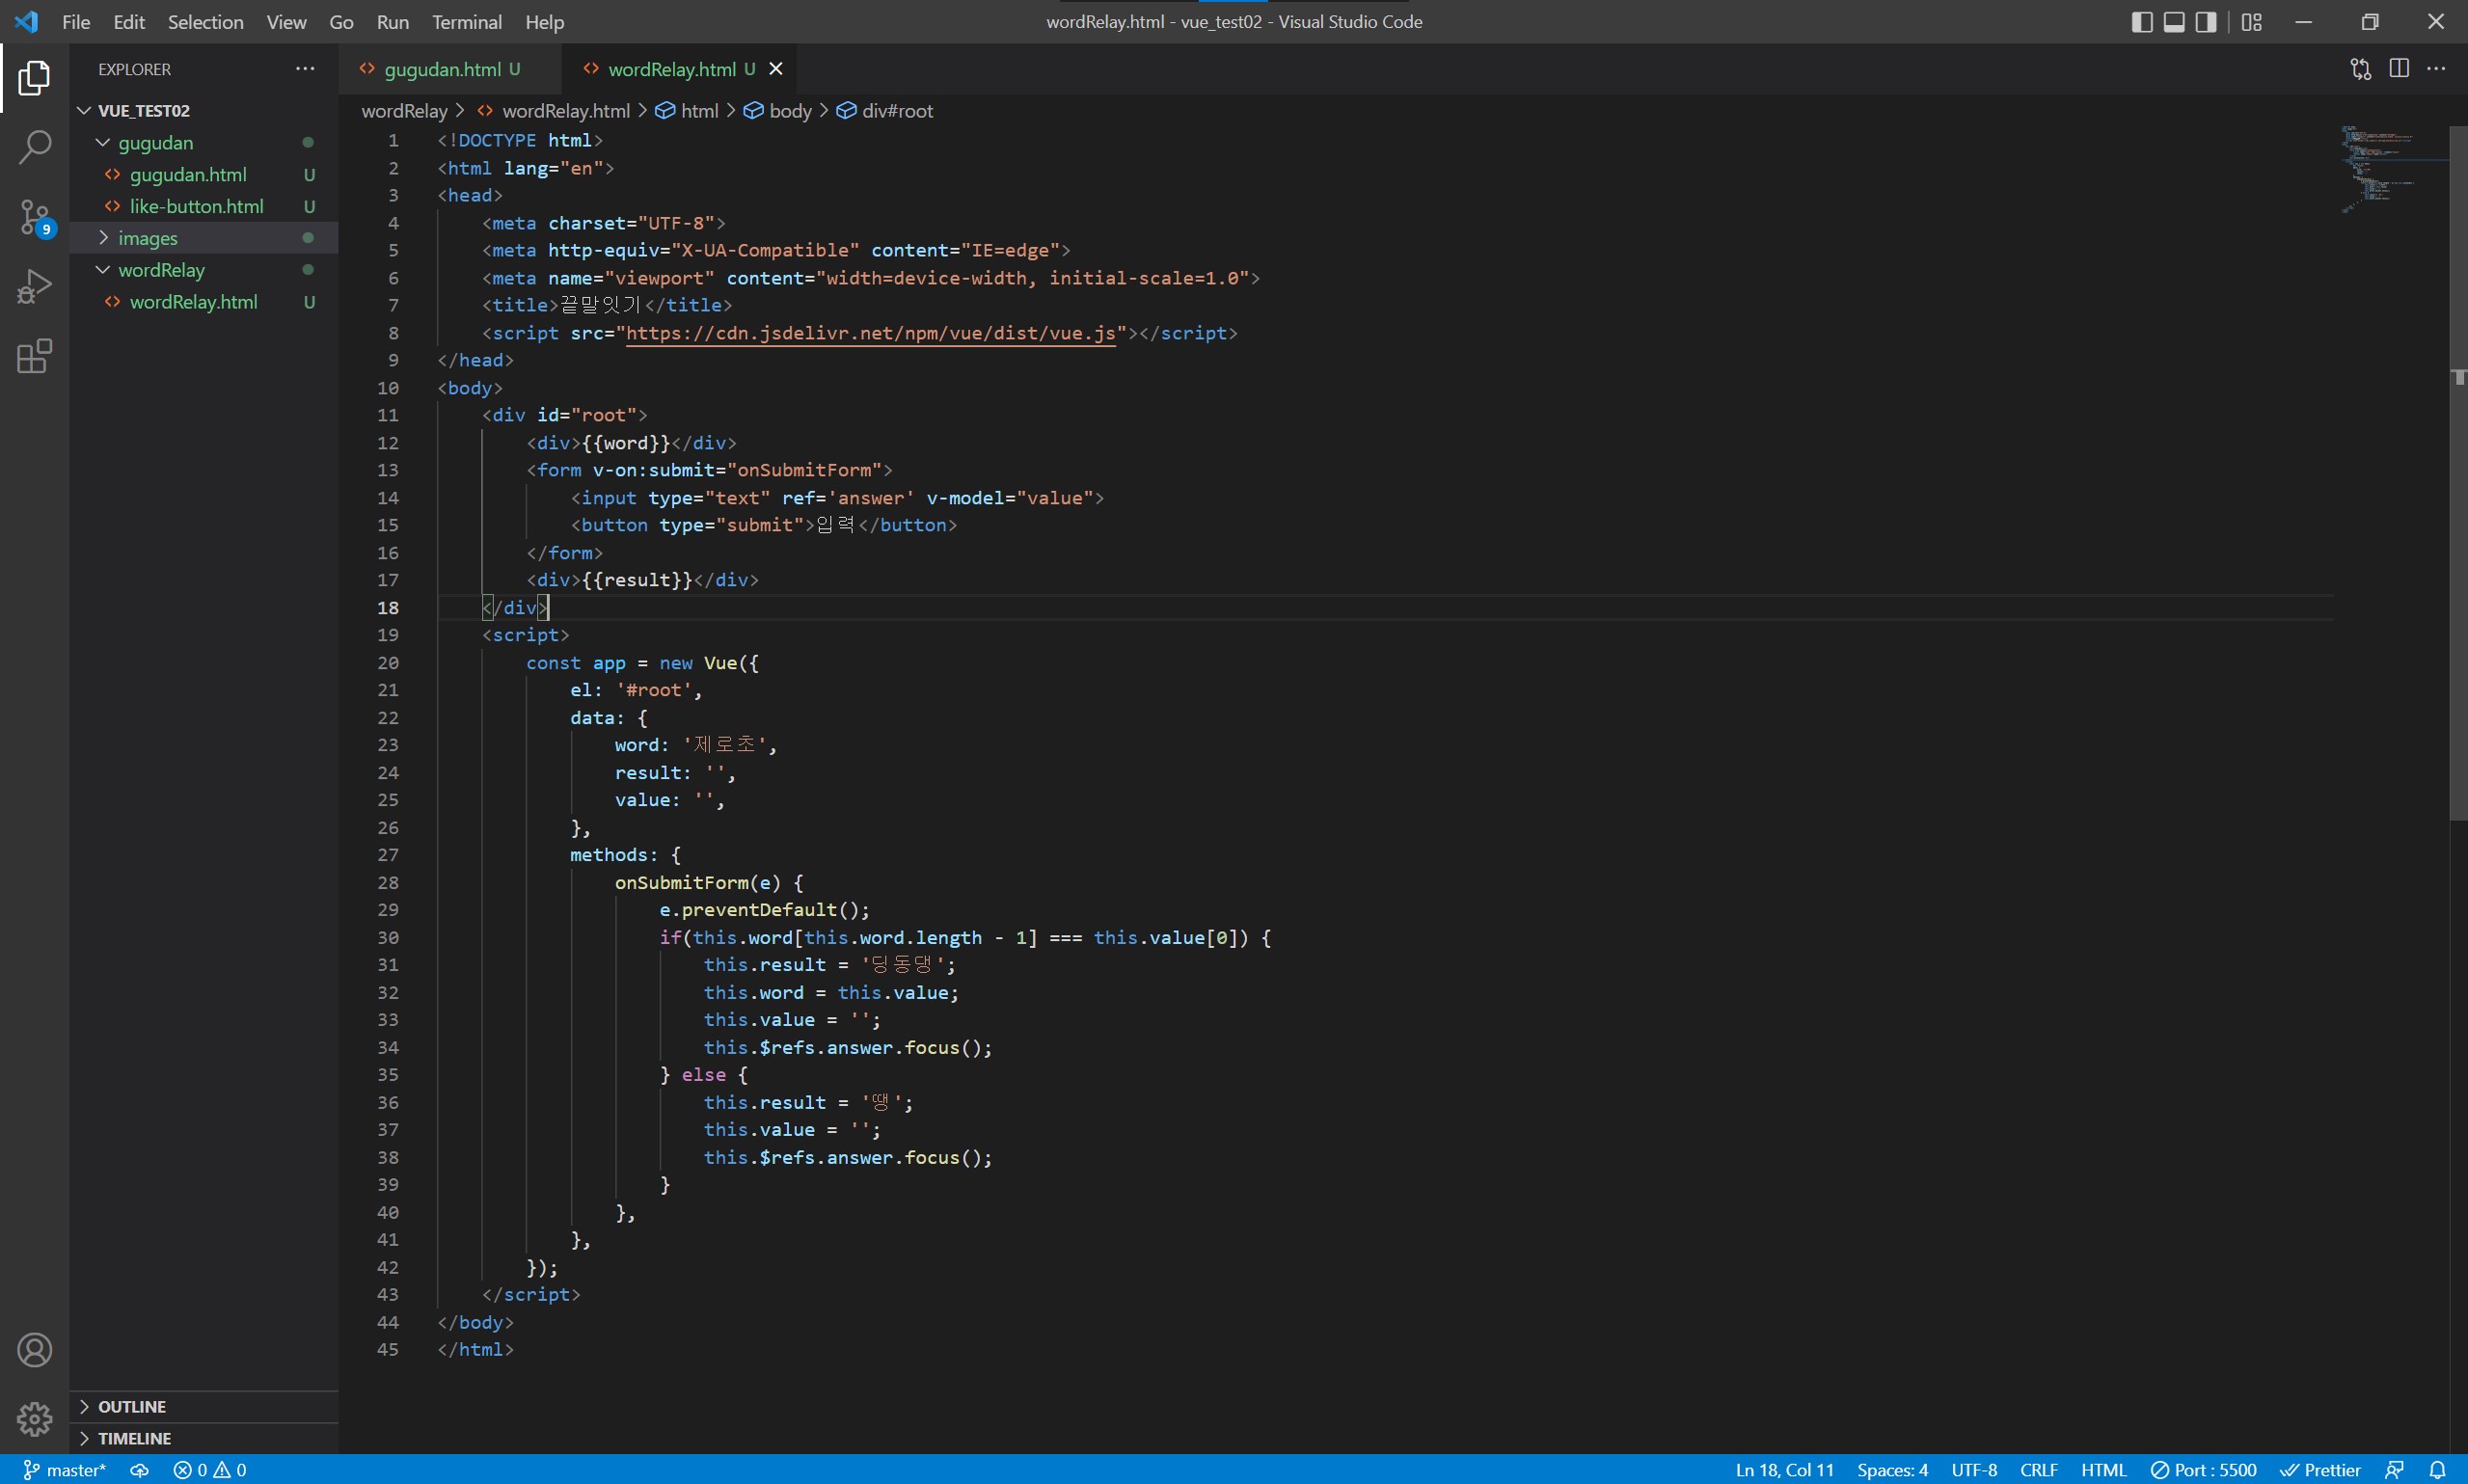 File Edit Selection View Go Run Terminal Help
wordRelay.html - vue_test02 - Visual Studio Code
EXPLORER
VUE_TEST02
gugudan
gugudan.html U
like-button.html U
images
wordRelay
wordRelay.html U
9
OUTLINE
TIMELINE
gugudan.html U
wordRelay.html U
wordRelay > wordRelay.html > html > body > div#root
1 <!DOCTYPE html>
2 <html lang="en">
3 <head>
4     <meta charset="UTF-8">
5     <meta http-equiv="X-UA-Compatible" content="IE=edge">
6     <meta name="viewport" content="width=device-width, initial-scale=1.0">
7     <title>끝말잇기</title>
8     <script src="https://cdn.jsdelivr.net/npm/vue/dist/vue.js"></script>
9 </head>
10 <body>
11     <div id="root">
12         <div>{{word}}</div>
13         <form v-on:submit="onSubmitForm">
14             <input type="text" ref='answer' v-model="value">
15             <button type="submit">입력</button>
16         </form>
17         <div>{{result}}</div>
18     </div>
19     <script>
20         const app = new Vue({
21             el: '#root',
22             data: {
23                 word: '제로초',
24                 result: '',
25                 value: '',
26             },
27             methods: {
28                 onSubmitForm(e) {
29                     e.preventDefault();
30                     if(this.word[this.word.length - 1] === this.value[0]) {
31                         this.result = '딩동댕';
32                         this.word = this.value;
33                         this.value = '';
34                         this.$refs.answer.focus();
35                     } else {
36                         this.result = '땡';
37                         this.value = '';
38                         this.$refs.answer.focus();
39                     }
40                 },
41             },
42         });
43     </script>
44 </body>
45 </html>
master* 0 0 Ln 18, Col 11 Spaces: 4 UTF-8 CRLF HTML Port : 5500 Prettier